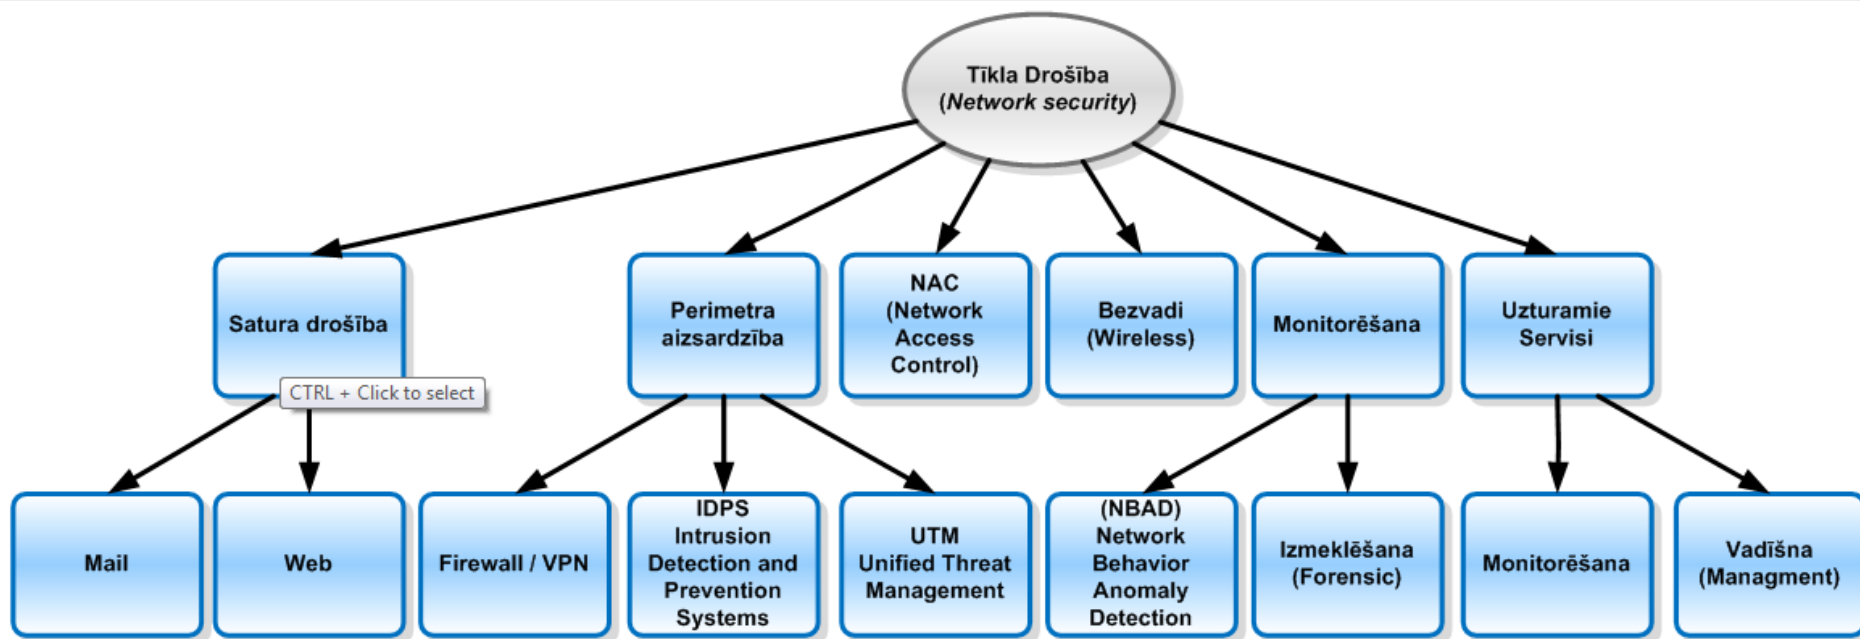 Tīkla Drošība
(Network security)
Satura drošība
Perimetra
aizsardzība
NAC
(Network
Access
Control)
Bezvadi
(Wireless)
Monitorēšana
Uzturamie
Servisi
CTRL + Click to select
Mail
Web
Firewall / VPN
IDPS
Intrusion
Detection and
Prevention
Systems
UTM
Unified Threat
Management
(NBAD)
Network
Behavior
Anomaly
Detection
Izmeklēšana
(Forensic)
Monitorēšana
Vadīšna
(Managment)